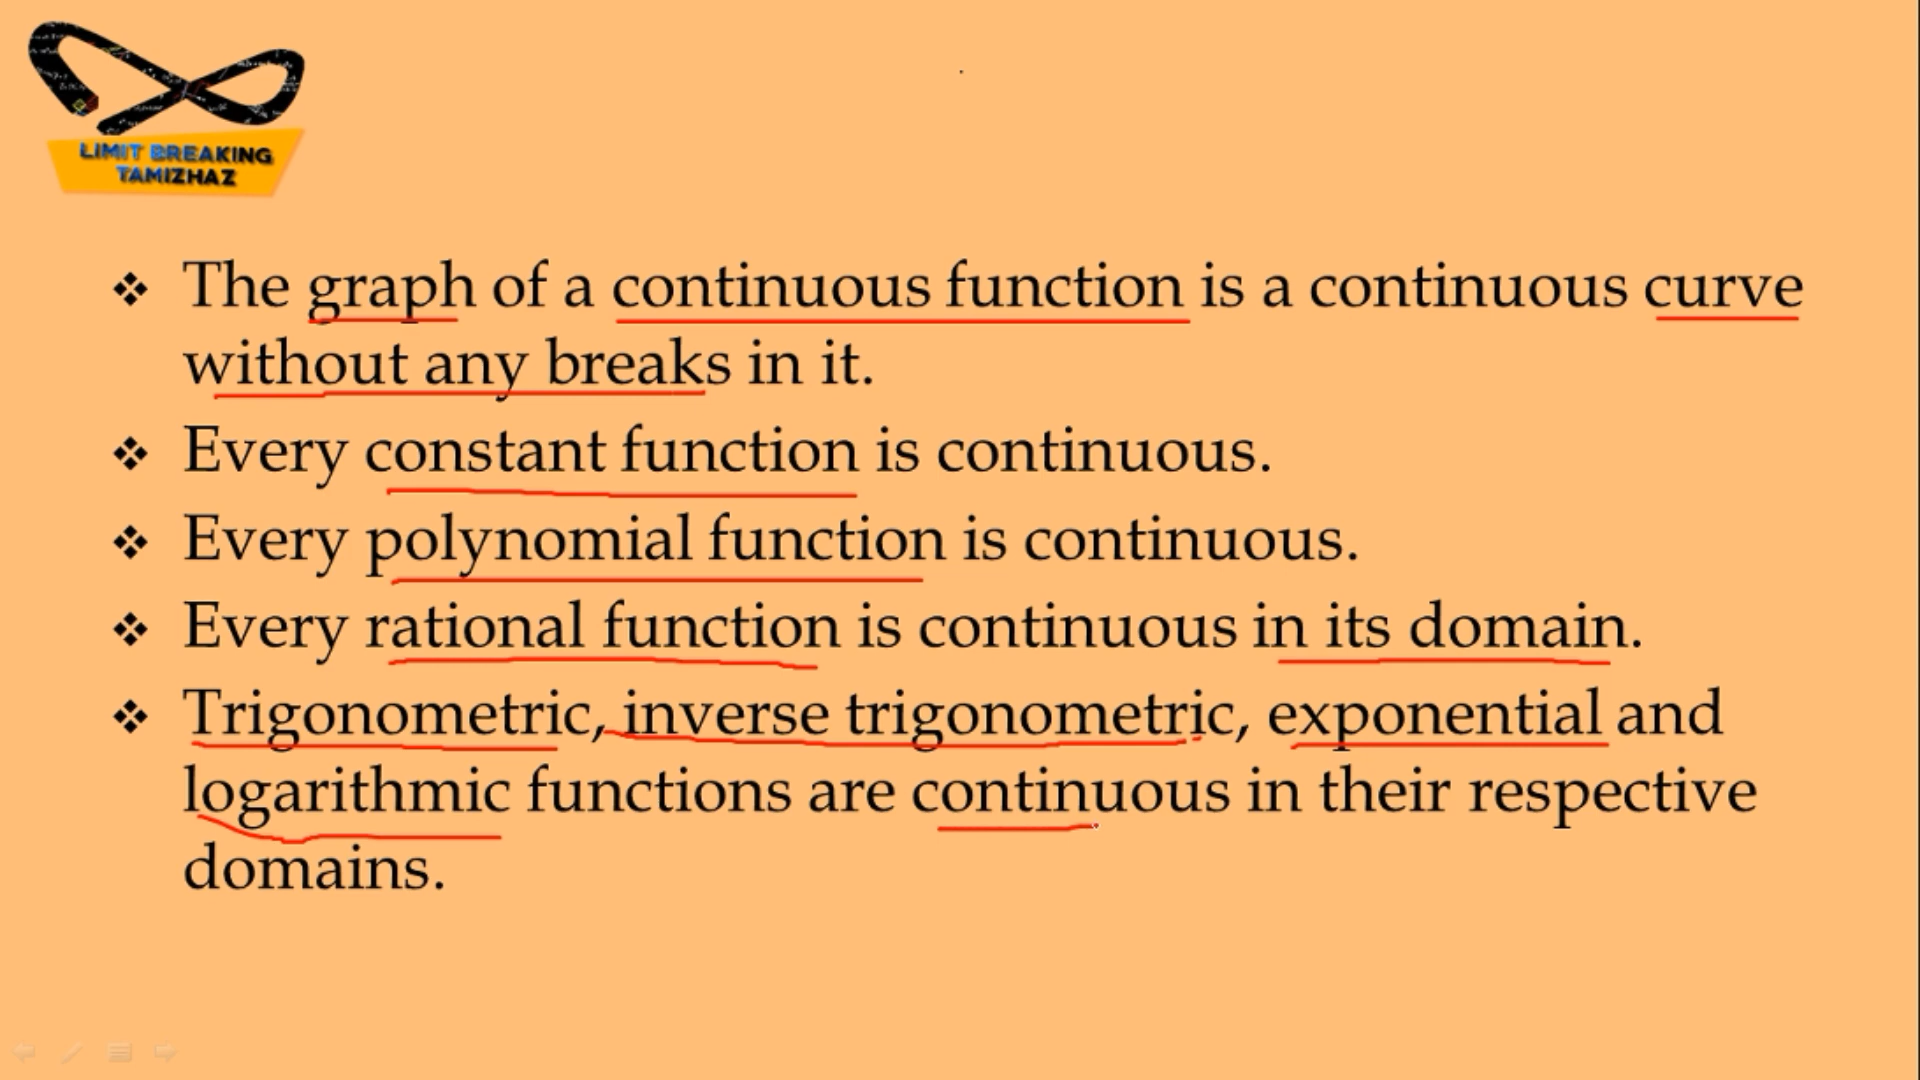 LIMIT BREAKING
TAMIZHAZ
❖ The graph of a continuous function is a continuous curve
without any breaks in it.
❖ Every constant function is continuous.
❖ Every polynomial function is continuous.
❖ Every rational function is continuous in its domain.
❖ Trigonometric, inverse trigonometric, exponential and
logarithmic functions are continuous in their respective
domains.